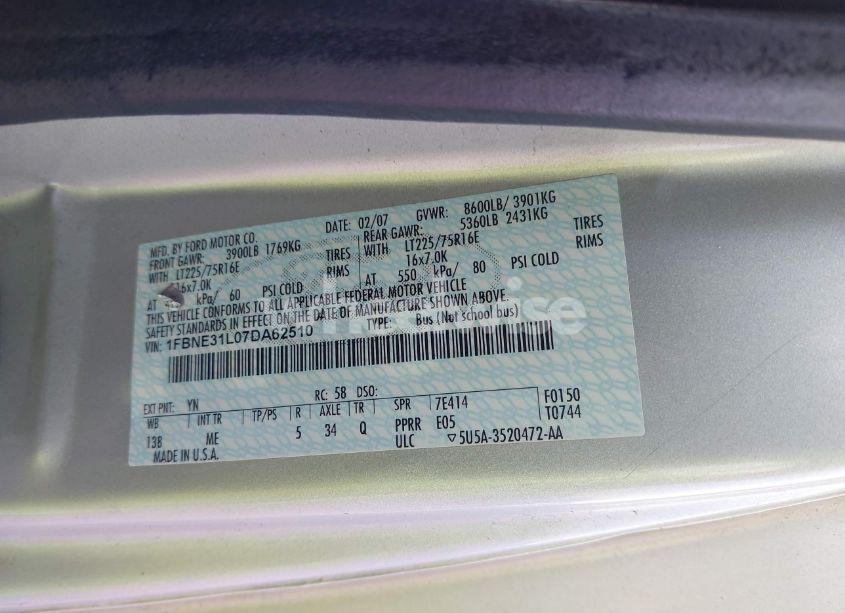 MFD. BY FORD MOTOR CO.
DATE: 02/07 GVWR: 8600LB/ 3901KG
FRONT GAWR: 3900LB 1769KG REAR GAWR: 5360LB 2431KG
WITH LT225/75R16E TIRES WITH LT225/75R16E TIRES
16x7.0K RIMS 16x7.0K RIMS
AT kPa/ 60 PSI COLD AT 550 kPa/ 80 PSI COLD
THIS VEHICLE CONFORMS TO ALL APPLICABLE FEDERAL MOTOR VEHICLE
SAFETY STANDARDS IN EFFECT ON THE DATE OF MANUFACTURE SHOWN ABOVE.
VIN: 1FBNE31L07DA62510 TYPE: Bus (Not school bus)
EXT PNT: YN RC: 58 DSO:
WB INT TR TP/PS R AXLE TR SPR 7E414 F0150
138 ME 5 34 Q PPRR E05 T0744
MADE IN U.S.A. ULC ▽5U5A-3520472-AA